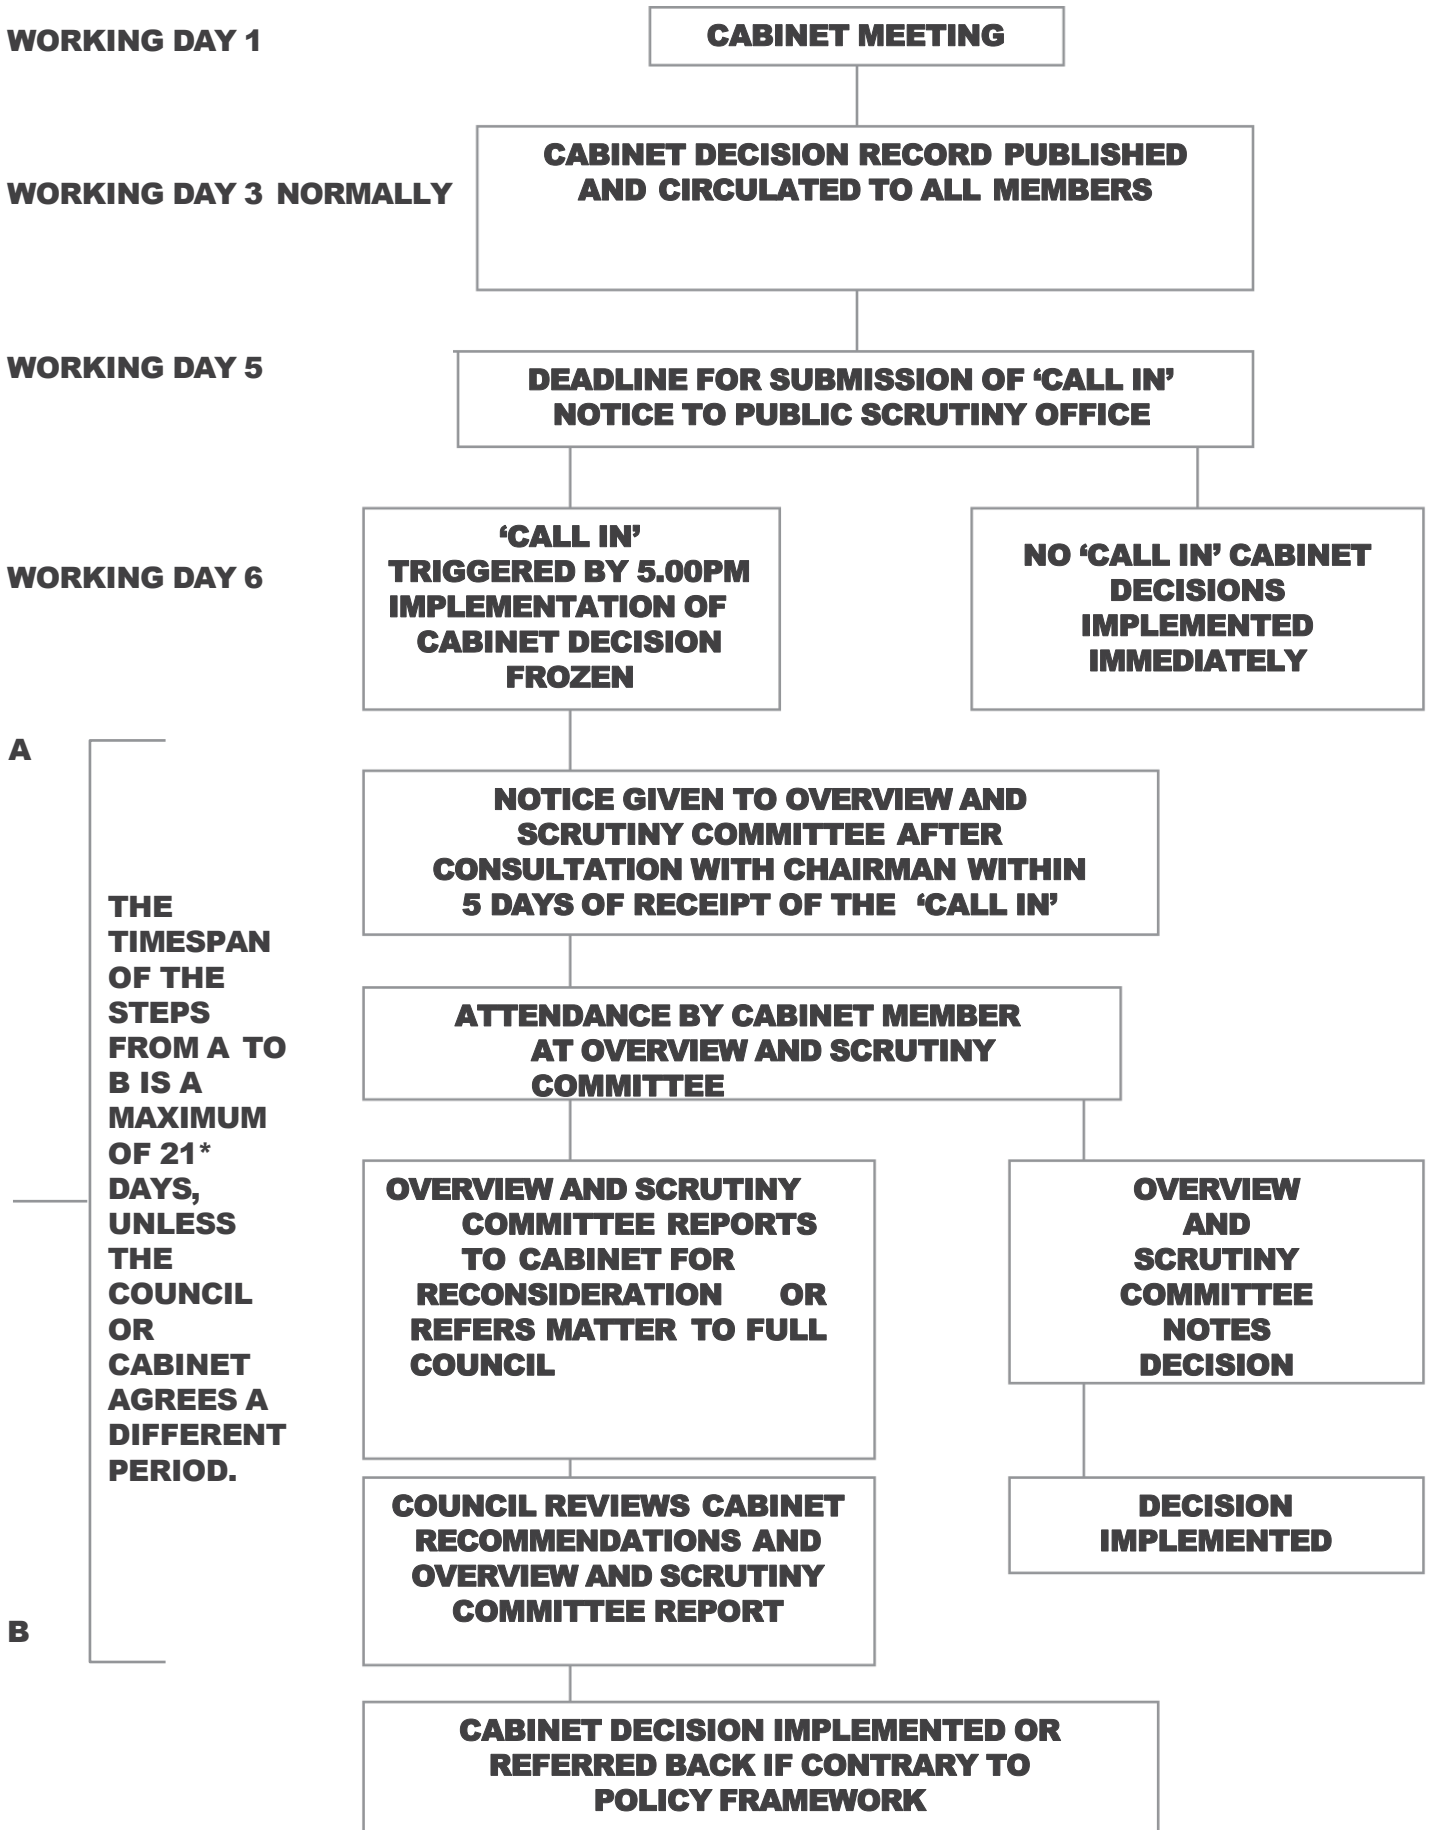 WORKING DAY 1
CABINET MEETING
WORKING DAY 3 NORMALLY
CABINET DECISION RECORD PUBLISHED
AND CIRCULATED TO ALL MEMBERS
WORKING DAY 5
DEADLINE FOR SUBMISSION OF ‘CALL IN’
NOTICE TO PUBLIC SCRUTINY OFFICE
WORKING DAY 6
‘CALL IN’
TRIGGERED BY 5.00PM
IMPLEMENTATION OF
CABINET DECISION
FROZEN
NO ‘CALL IN’ CABINET
DECISIONS
IMPLEMENTED
IMMEDIATELY
A
THE
TIMESPAN
OF THE
STEPS
FROM A TO
B IS A
MAXIMUM
OF 21*
DAYS,
UNLESS
THE
COUNCIL
OR
CABINET
AGREES A
DIFFERENT
PERIOD.
B
NOTICE GIVEN TO OVERVIEW AND
SCRUTINY COMMITTEE AFTER
CONSULTATION WITH CHAIRMAN WITHIN
5 DAYS OF RECEIPT OF THE ‘CALL IN’
ATTENDANCE BY CABINET MEMBER
AT OVERVIEW AND SCRUTINY
COMMITTEE
OVERVIEW AND SCRUTINY
COMMITTEE REPORTS
TO CABINET FOR
RECONSIDERATION OR
REFERS MATTER TO FULL
COUNCIL
OVERVIEW
AND
SCRUTINY
COMMITTEE
NOTES
DECISION
COUNCIL REVIEWS CABINET
RECOMMENDATIONS AND
OVERVIEW AND SCRUTINY
COMMITTEE REPORT
DECISION
IMPLEMENTED
CABINET DECISION IMPLEMENTED OR
REFERRED BACK IF CONTRARY TO
POLICY FRAMEWORK